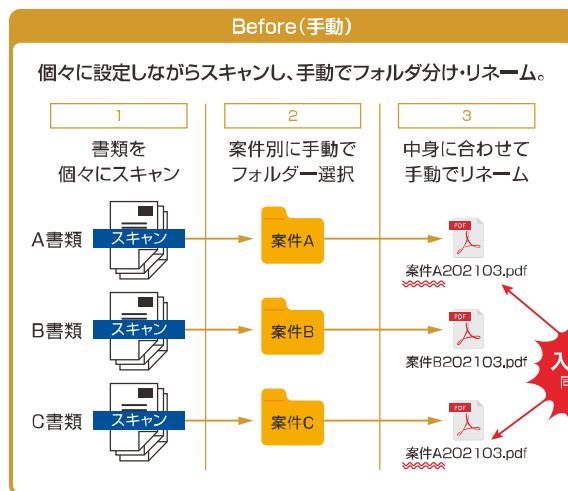 Before(手動)
個々に設定しながらスキャンし、手動でフォルダ分け・リネーム。
1
2
3
書類を
個々にスキャン
案件別に手動で
フォルダー選択
中身に合わせて
手動でリネーム
A書類
スキャン
案件A
PDF
案件A202103.pdf
B書類
スキャン
案件B
PDF
案件B202103.pdf
入
同
C書類
スキャン
案件C
PDF
案件A202103.pdf